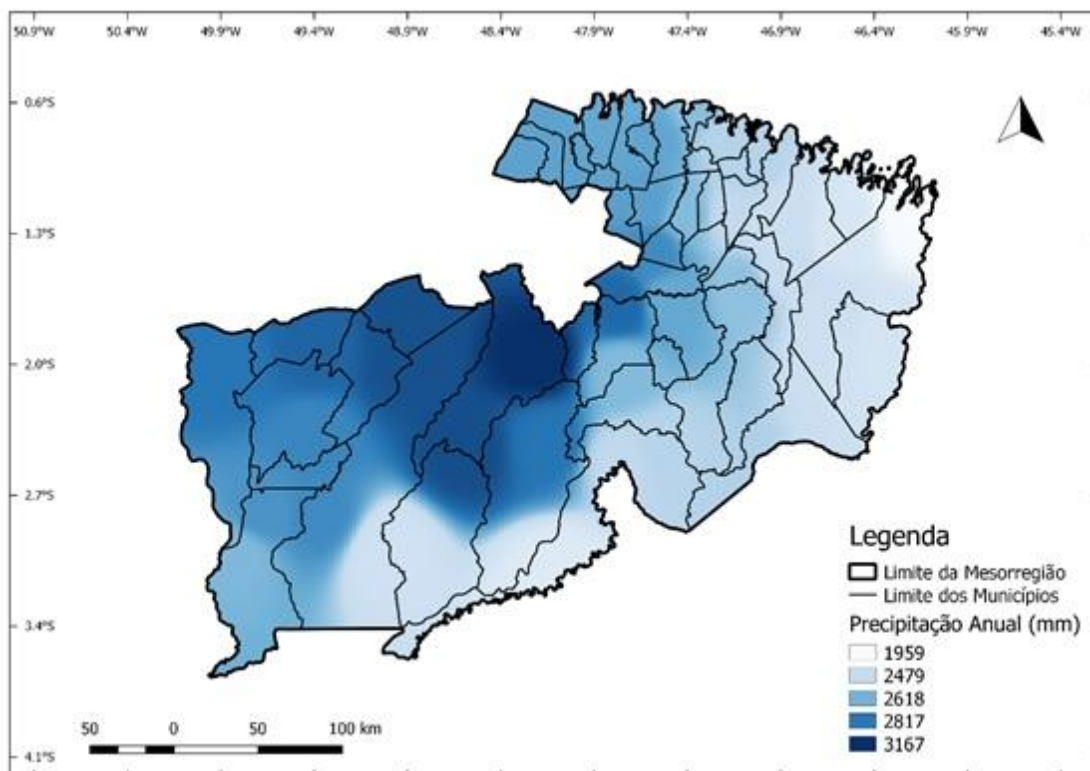 50.9°W 50.4°W 49.9°W 49.4°W 48.9°W 48.4°W 47.9°W 47.4°W 46.9°W 46.4°W 45.9°W 45.4°W
0.6°S
1.3°S
2.0°S
2.7°S
3.4°S
4.1°S
Legenda
Limite da Mesorregião
Limite dos Municípios
Precipitação Anual (mm)
1959
2479
2618
2817
3167
50 0 50 100 km